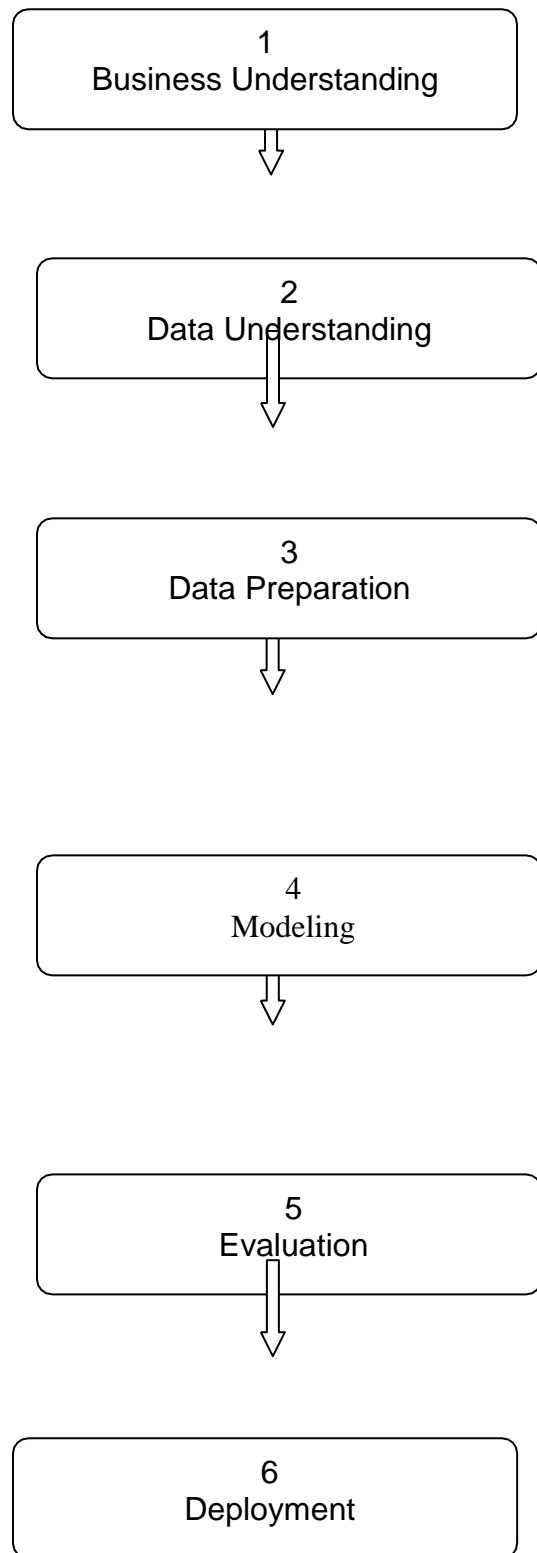 1
Business Understanding
2
Data Understanding
3
Data Preparation
4
Modeling
5
Evaluation
6
Deployment